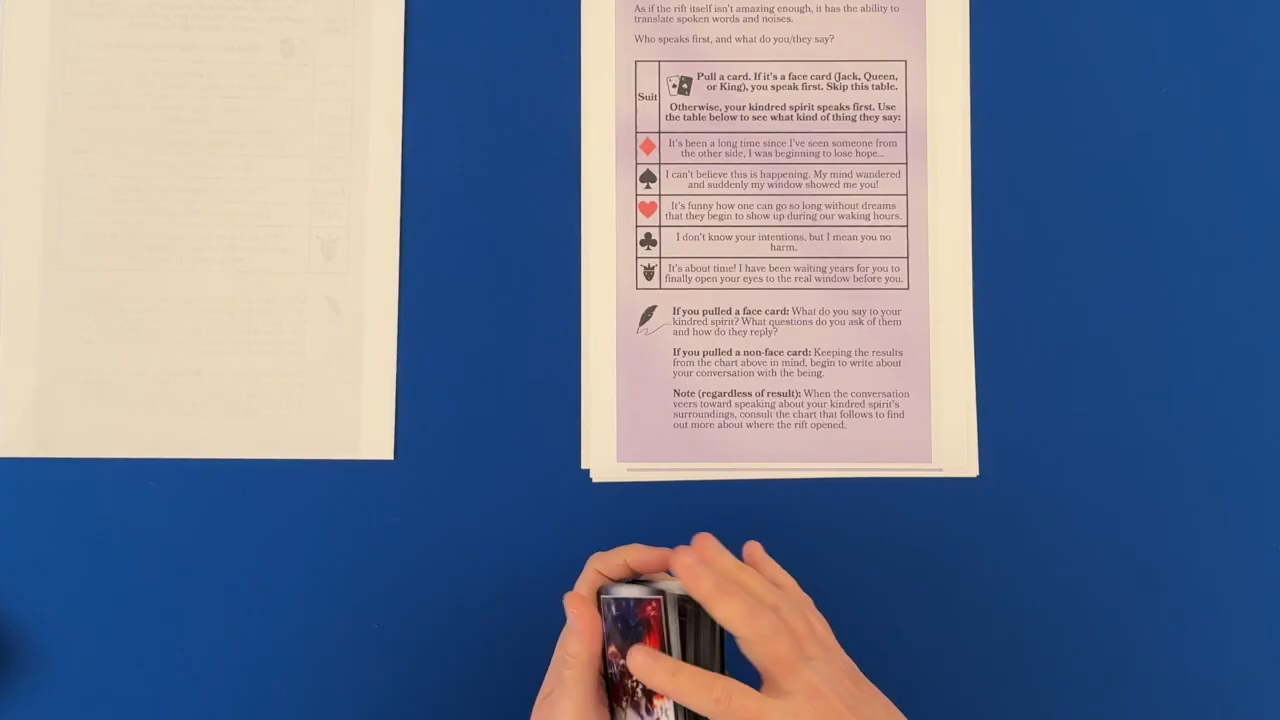 As if the rift itself isn't amazing enough, it has the ability to
translate spoken words and noises.
Who speaks first, and what do you/they say?
Suit
Pull a card. If it's a face card (Jack, Queen,
or King), you speak first. Skip this table.
Otherwise, your kindred spirit speaks first. Use
the table below to see what kind of thing they say:
It's been a long time since I've seen someone from
the other side, I was beginning to lose hope...
I can't believe this is happening. My mind wandered
and suddenly my window showed me you!
It's funny how one can go so long without dreams
that they begin to show up during our waking hours.
I don't know your intentions, but I mean you no
harm.
It's about time! I have been waiting years for you to
finally open your eyes to the real window before you.
If you pulled a face card: What do you say to your
kindred spirit? What questions do you ask of them
and how do they reply?
If you pulled a non-face card: Keeping the results
from the chart above in mind, begin to write about
your conversation with the being.
Note (regardless of result): When the conversation
veers toward speaking about your kindred spirit's
surroundings, consult the chart that follows to find
out more about where the rift opened.